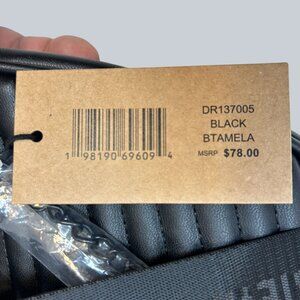 DR137005
BLACK
BTAMELA
MSRP $78.00
1 98190 69609 4